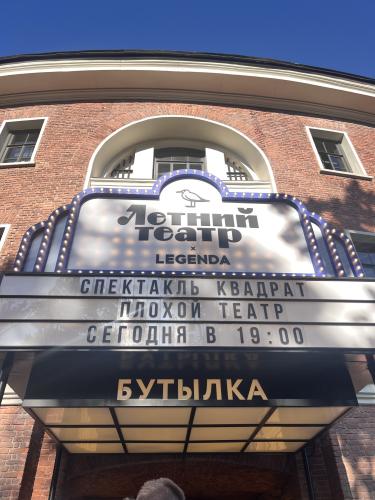 Летний
театр
×
LEGENDA
СПЕКТАКЛЬ КВАДРАТ
ПЛОХОЙ ТЕАТР
СЕГОДНЯ В 19:00
БУТЫЛКА